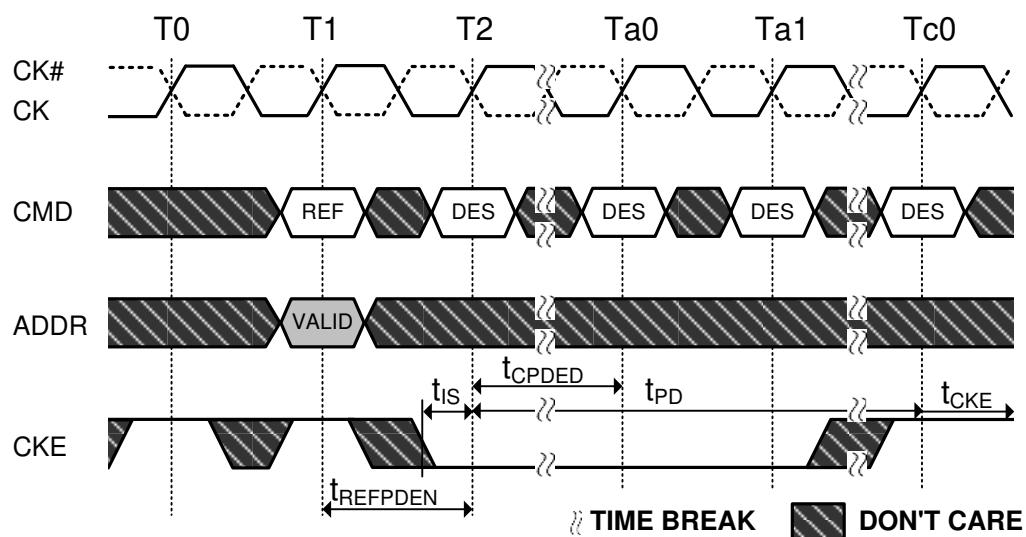 T0 T1 T2 Ta0 Ta1 Tc0
CK#
CK
CMD REF DES DES DES DES
ADDR VALID
tCPDED
tIS tPD tCKE
CKE
tREFPDEN
TIME BREAK DON'T CARE